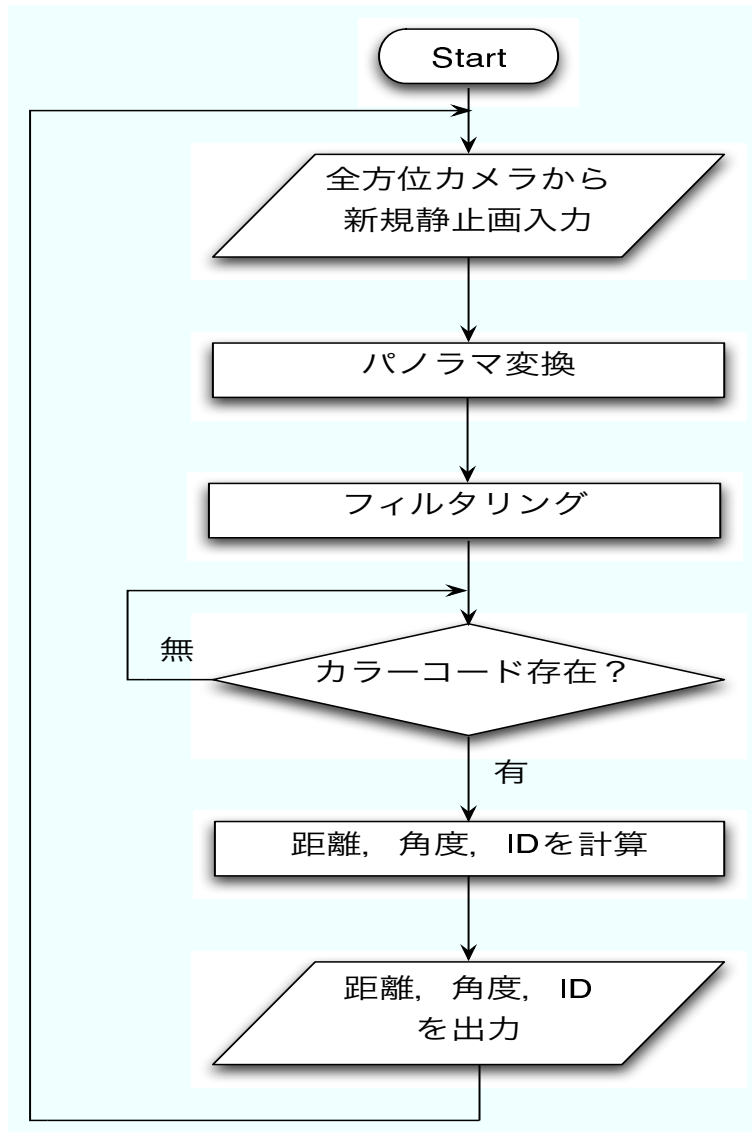 Start
全方位カメラから
新規静止画入力
パノラマ変換
フィルタリング
無
カラーコード存在？
有
距離，角度，IDを計算
距離，角度，ID
を出力